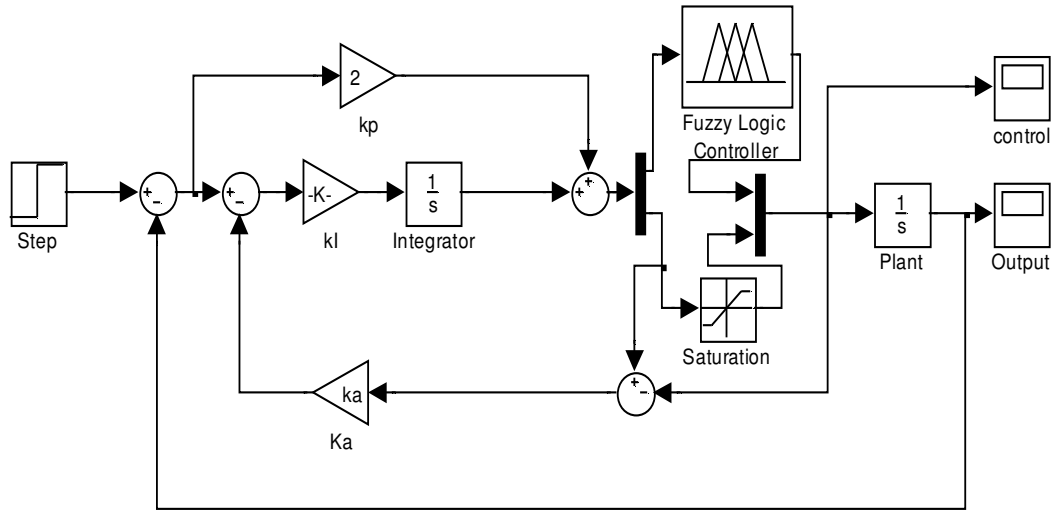 2
kp
Fuzzy Logic
Controller
control
Step
-K-
kI
1
s
Integrator
1
s
Plant
Output
Saturation
ka
Ka